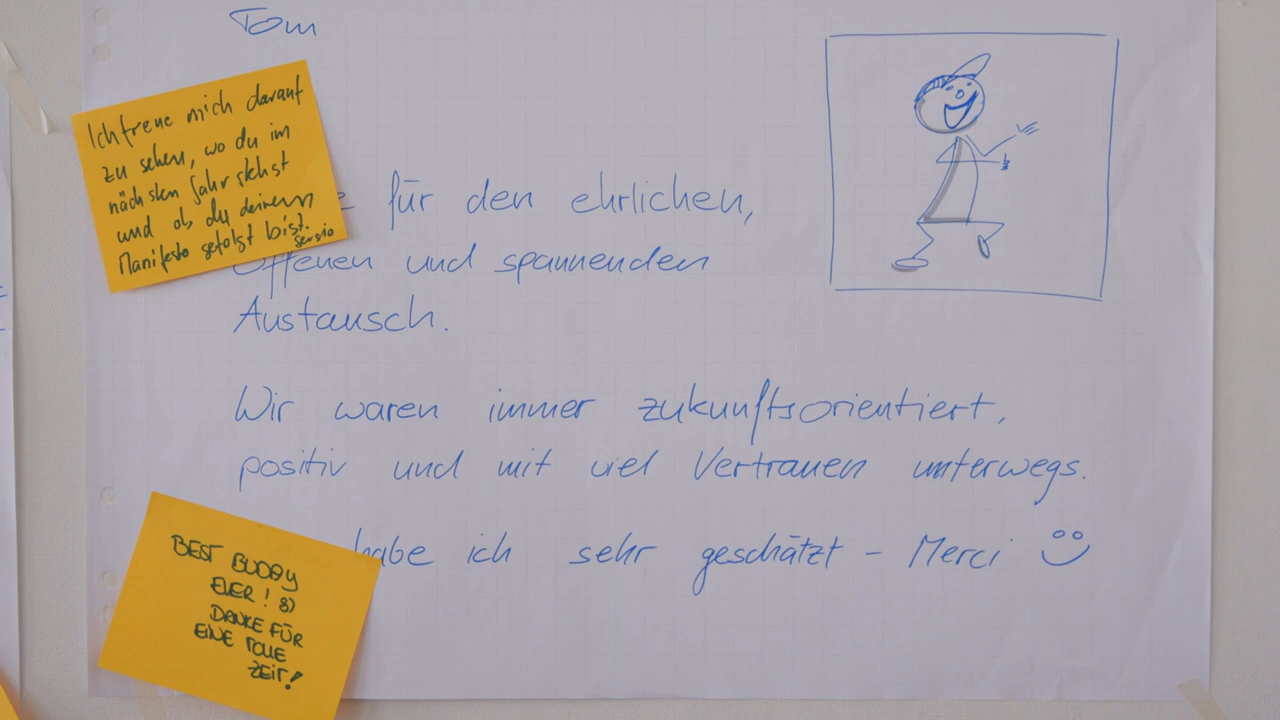 Tom
Ich freue mich darauf
zu sehen, wo du im
nächsten Jahr stehst
und ob du deinem
Manifesto gefolgt bist.
Sergio
für den ehrlichen,
offenen und spannenden
Austausch.
Wir waren immer zukunftsorientiert,
positiv und mit viel Vertrauen unterwegs.
habe ich sehr geschätzt – Merci
BEST BUDDY
EVER! 8)
DANKE FÜR
EINE TOLLE
ZEIT!